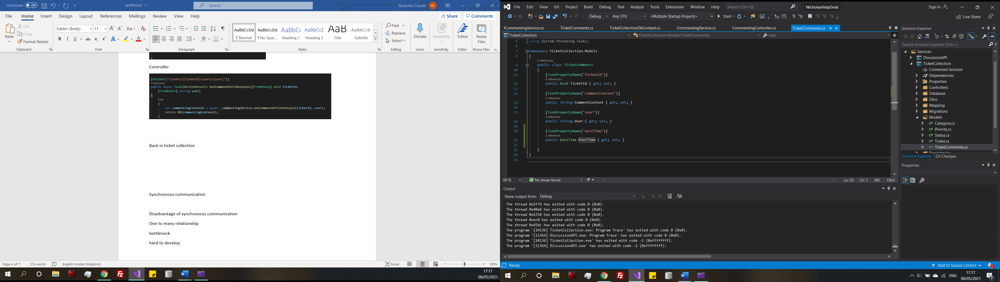 AutoSave Off synthesis2 Search Nicholas Coyles NC
File Home Insert Design Layout References Mailings Review View Help Share Comments
Paste Cut Copy Format Painter
Clipboard
Calibri (Body) 11
Font
Paragraph
AaBbCcDd AaBbCcDd AaBbCc AaBbCcD AaB AaBbCcD
¶ Normal ¶ No Spac... Heading 1 Heading 2 Title Subtitle
Styles
Find Replace Select
Editing
Dictate
Voice
Sensitivity
Sensitivity
Editor
Editor
Reuse Files
Reuse Files
Controller
[HttpGet("tickets/{ticketId}/users/{user}")]
0 references
public async Task<IActionResult> GetCommentOnTicketAsync([FromRoute] Guid ticketId,
[FromRoute] string user)
{
try
{
var commentingContenet = await _commentingService.GetCommentOnTicketAsync(ticketId, user);
return Ok(commentingContenet);
}
Back in ticket collection
Synchronous communication
Disadvantage of synchronous communication
One to many relationship
bottleneck
hard to develop
Page 4 of 7 274 words English (United Kingdom) Focus 100%
17:17
08/05/2021
File Edit View Git Project Build Debug Test Analyze Tools Extensions Window Help Search (Ctrl+Q) NicholasHelpDesk Sign in
Debug Any CPU <Multiple Startup Projects> Start Live Share
ICommentingService.cs TicketComments.cs TicketCollectionDbContext.cs CommentingService.cs CommentingController.cs TicketComments.cs
TicketCollection TicketCollection.Models.TicketComments User
5 using System.Threading.Tasks;
6
7 namespace TicketCollection.Models
8 {
3 references
9 public class TicketComments
10 {
11 [JsonPropertyName("ticketId")]
0 references
12 public Guid TicketId { get; set; }
13
14 [JsonPropertyName("commentContent")]
1 reference
15 public string CommentContent { get; set; }
16
17 [JsonPropertyName("user")]
1 reference
18 public string User { get; set; }
19
20 [JsonPropertyName("postTime")]
1 reference
21 public DateTime PostTime { get; set; }
22
23 }
24 }
25
89 % No issues found Ln: 25 Ch: 1 SPC CRLF
Output
Show output from: Debug
The thread 0x2f74 has exited with code 0 (0x0).
The thread 0x40a8 has exited with code 0 (0x0).
The thread 0x6318 has exited with code 0 (0x0).
The thread 0xec0 has exited with code 0 (0x0).
The thread 0x45dc has exited with code 0 (0x0).
The program '[24136] TicketCollection.exe: Program Trace' has exited with code 0 (0x0).
The program '[11364] DiscussionAPI.exe: Program Trace' has exited with code 0 (0x0).
The program '[24136] TicketCollection.exe' has exited with code -1 (0xffffffff).
The program '[11364] DiscussionAPI.exe' has exited with code -1 (0xffffffff).
Solution Explorer
Search Solution Explorer (Ctrl+;)
Services
DiscussionAPI
TicketCollection
Connected Services
Dependencies
Properties
Controllers
Database
Dtos
Mapping
Migrations
Models
Category.cs
Priority.cs
Status.cs
Ticket.cs
TicketComments.cs
Repositories
Solution Explorer Git Changes
Properties
Ready Add to Source Control 2
ENG 17:17
08/05/2021 7